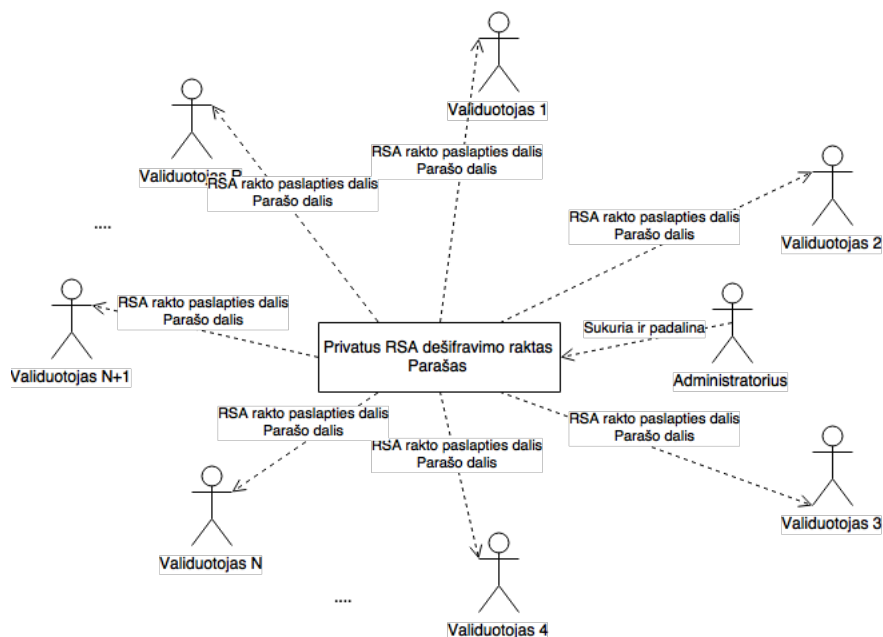 Validuotojas 1
Validuotojas
RSA rakto paslapties dalis
Parašo dalis
RSA rakto paslapties dalis
Parašo dalis
Validuotojas 2
RSA rakto paslapties dalis
Parašo dalis
....
Validuotojas N+1
RSA rakto paslapties dalis
Parašo dalis
Privatus RSA dešifravimo raktas
Parašas
Sukuria ir padalina
Administratorius
RSA rakto paslapties dalis
Parašo dalis
RSA rakto paslapties dalis
Parašo dalis
RSA rakto paslapties dalis
Parašo dalis
Validuotojas N
Validuotojas 3
....
Validuotojas 4